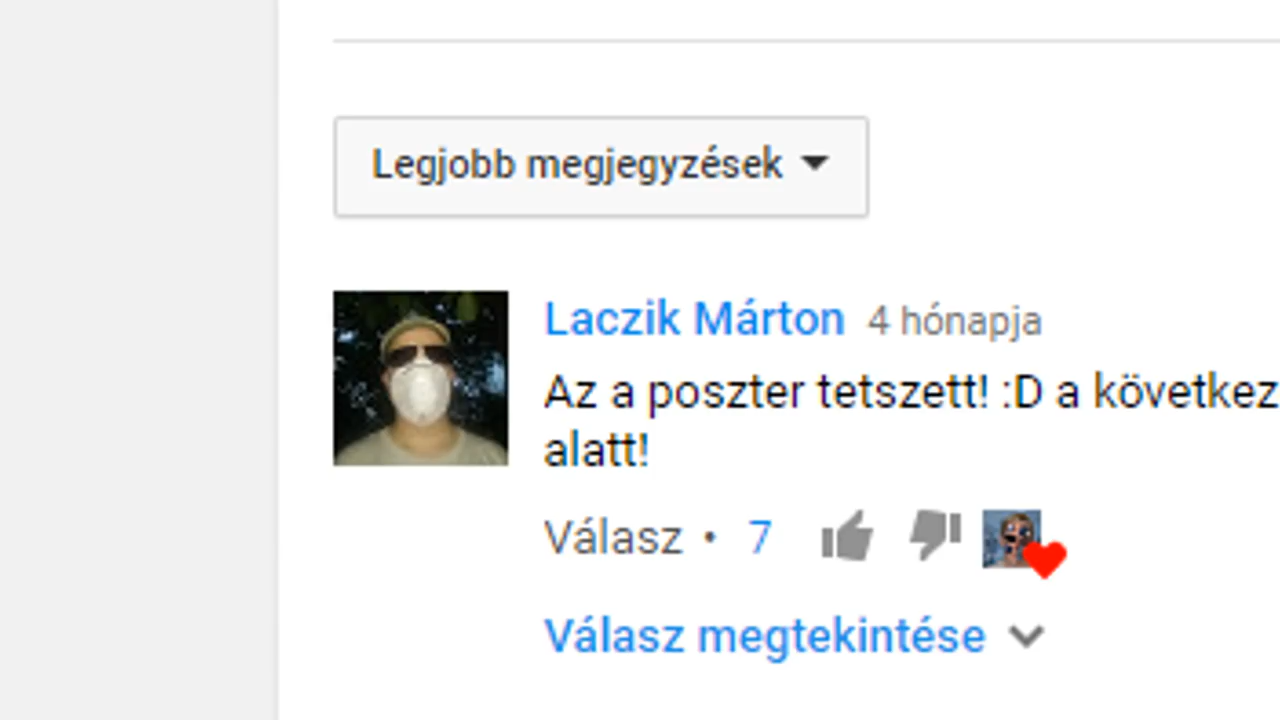 Legjobb megjegyzések
Laczik Márton 4 hónapja
Az a poszter tetszett! :D a következ
alatt!
Válasz • 7
Válasz megtekintése